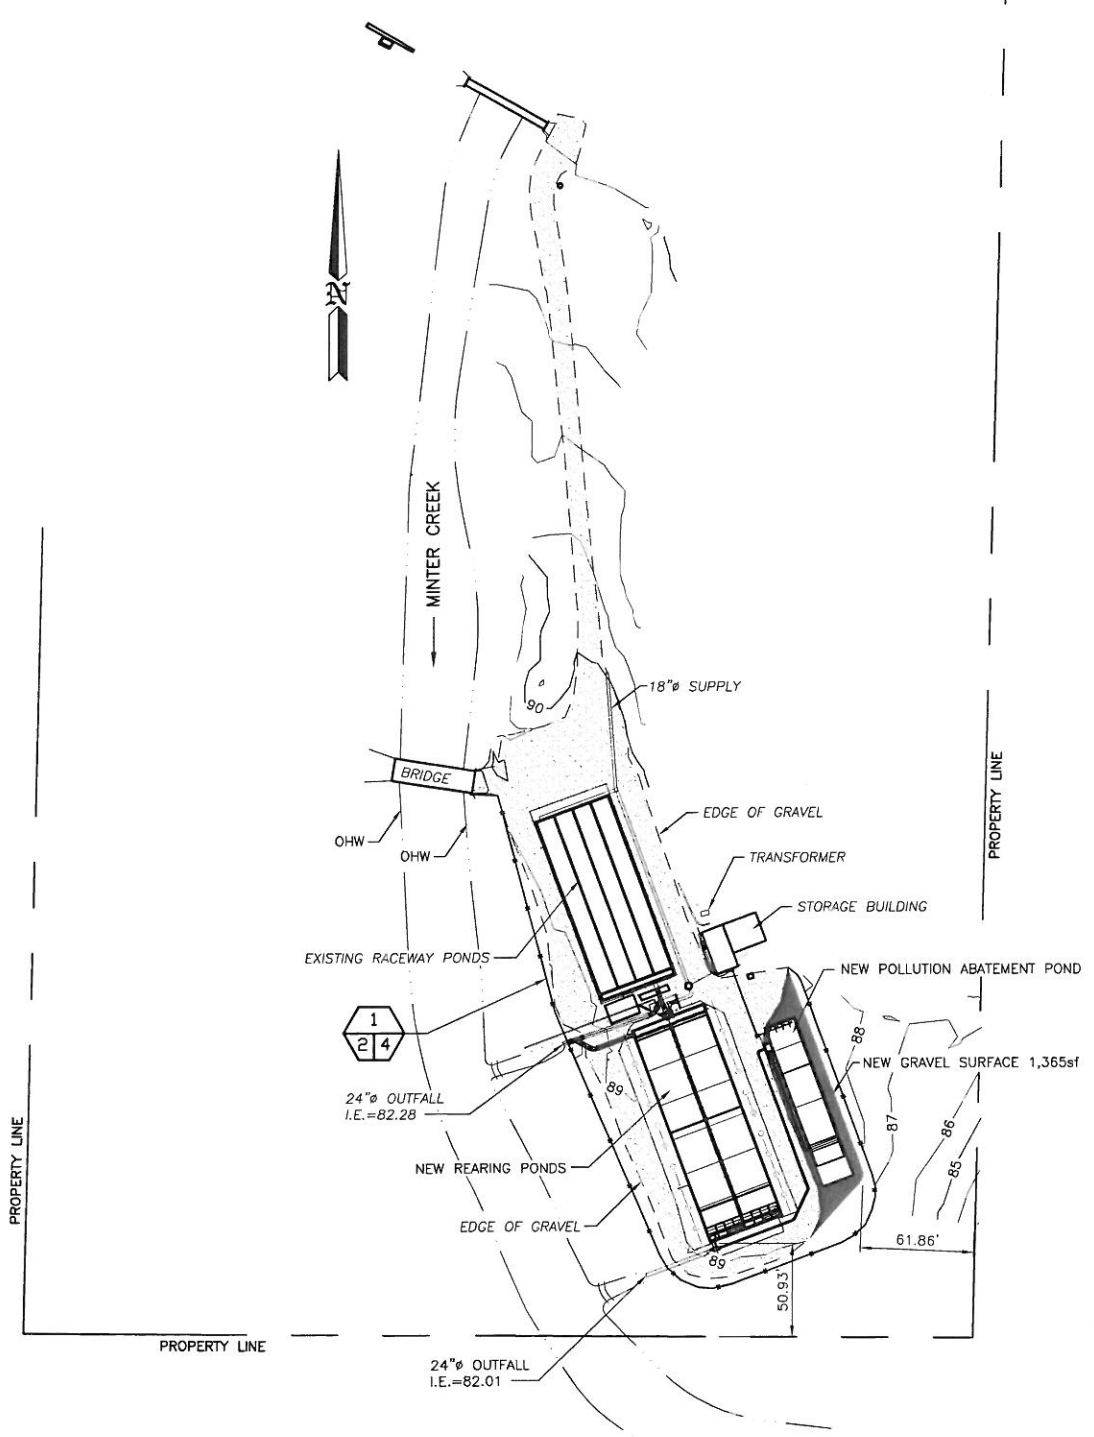 N
MINTER CREEK
18"ø SUPPLY
90
BRIDGE
PROPERTY LINE
EDGE OF GRAVEL
OHW
OHW
TRANSFORMER
STORAGE BUILDING
EXISTING RACEWAY PONDS
NEW POLLUTION ABATEMENT POND
1
2 4
88
NEW GRAVEL SURFACE 1,365sf
89
24"ø OUTFALL
I.E.=82.28
87
86
85
PROPERTY LINE
NEW REARING PONDS
EDGE OF GRAVEL
61.86'
89
50.93'
PROPERTY LINE
24"ø OUTFALL
I.E.=82.01